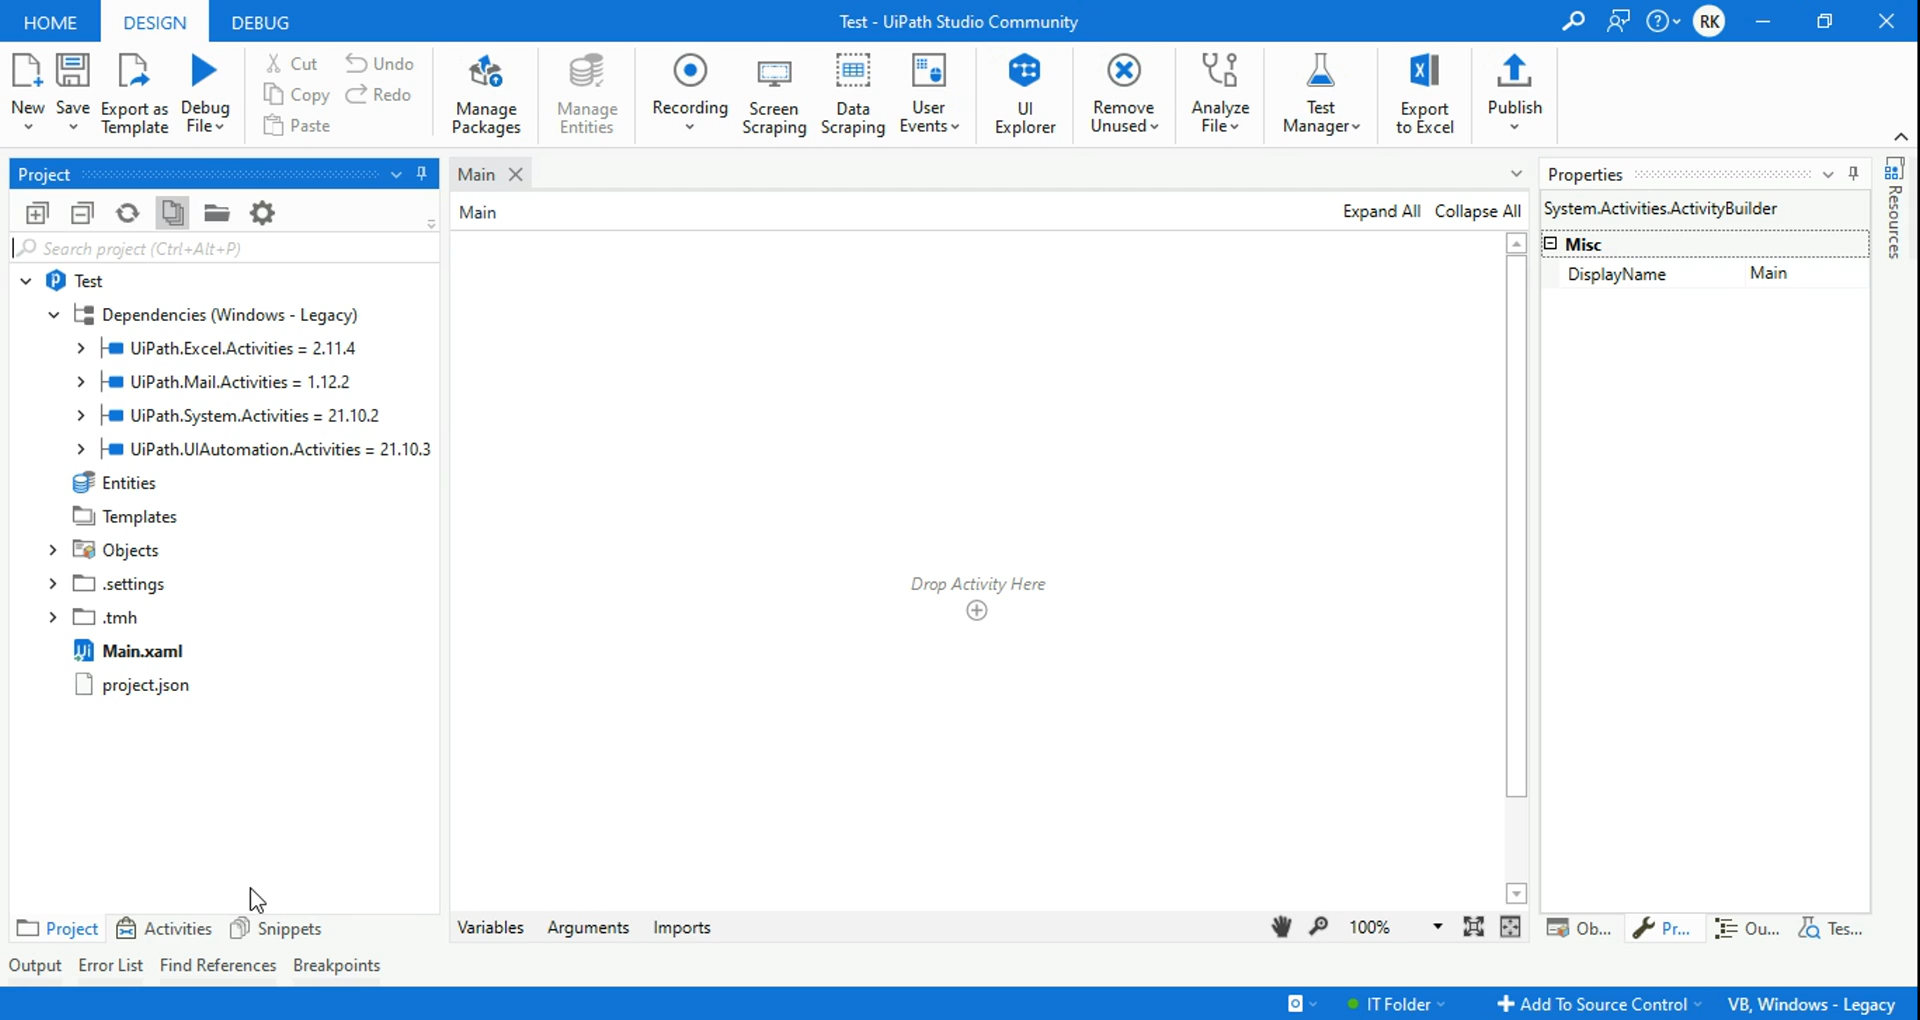 HOME DESIGN DEBUG Test - UiPath Studio Community RK
New Save Export as Template Debug File Cut Copy Paste Undo Redo
Manage Packages Manage Entities Recording Screen Scraping Data Scraping User Events UI Explorer Remove Unused Analyze File Test Manager Export to Excel Publish
Project
Search project (Ctrl+Alt+P)
Test
Dependencies (Windows - Legacy)
UiPath.Excel.Activities = 2.11.4
UiPath.Mail.Activities = 1.12.2
UiPath.System.Activities = 21.10.2
UiPath.UIAutomation.Activities = 21.10.3
Entities
Templates
Objects
.settings
.tmh
Main.xaml
project.json
Project Activities Snippets
Main
Main Expand All Collapse All
Drop Activity Here
Variables Arguments Imports 100%
Properties
System.Activities.ActivityBuilder
Misc
DisplayName Main
Ob... Pr... Ou... Tes...
Resources
Output Error List Find References Breakpoints
IT Folder Add To Source Control VB, Windows - Legacy